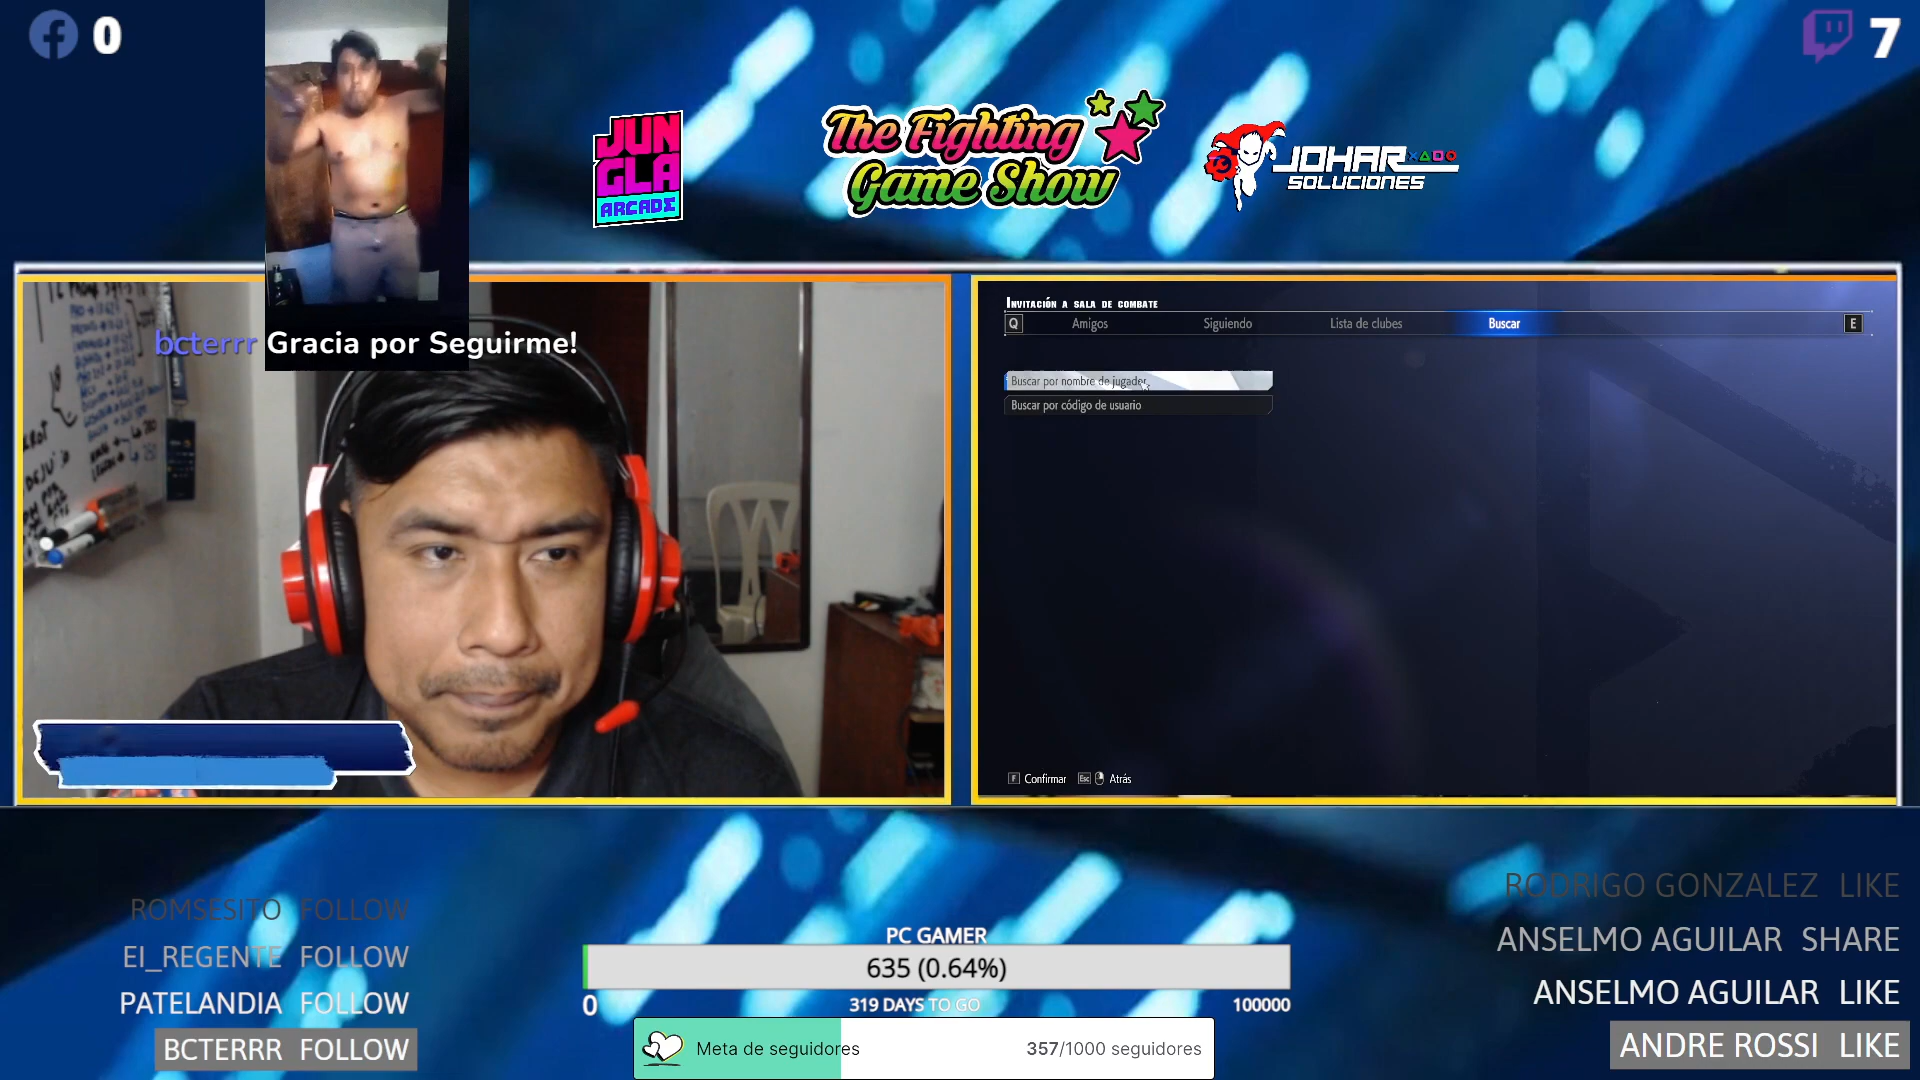 0
7
JUN
GLA
ARCADE
The Fighting
Game Show
JOHAR
SOLUCIONES
bcterrr Gracia por Seguirme!
Invitación a sala de combate
Q Amigos Siguiendo Lista de clubes Buscar E
Buscar por nombre de jugador
Buscar por código de usuario
F Confirmar Esc Atrás
ROMSESITO FOLLOW
EI_REGENTE FOLLOW
PATELANDIA FOLLOW
BCTERRR FOLLOW
PC GAMER
635 (0.64%)
0 319 DAYS TO GO 100000
Meta de seguidores 357/1000 seguidores
RODRIGO GONZALEZ LIKE
ANSELMO AGUILAR SHARE
ANSELMO AGUILAR LIKE
ANDRE ROSSI LIKE